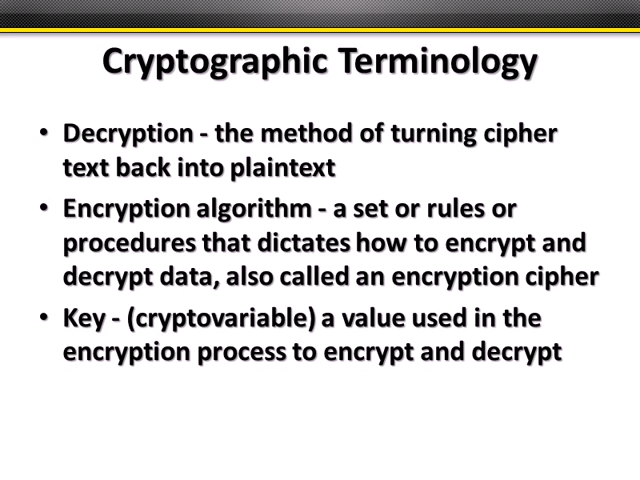 Cryptographic Terminology
• Decryption - the method of turning cipher
text back into plaintext
• Encryption algorithm - a set or rules or
procedures that dictates how to encrypt and
decrypt data, also called an encryption cipher
• Key - (cryptovariable) a value used in the
encryption process to encrypt and decrypt